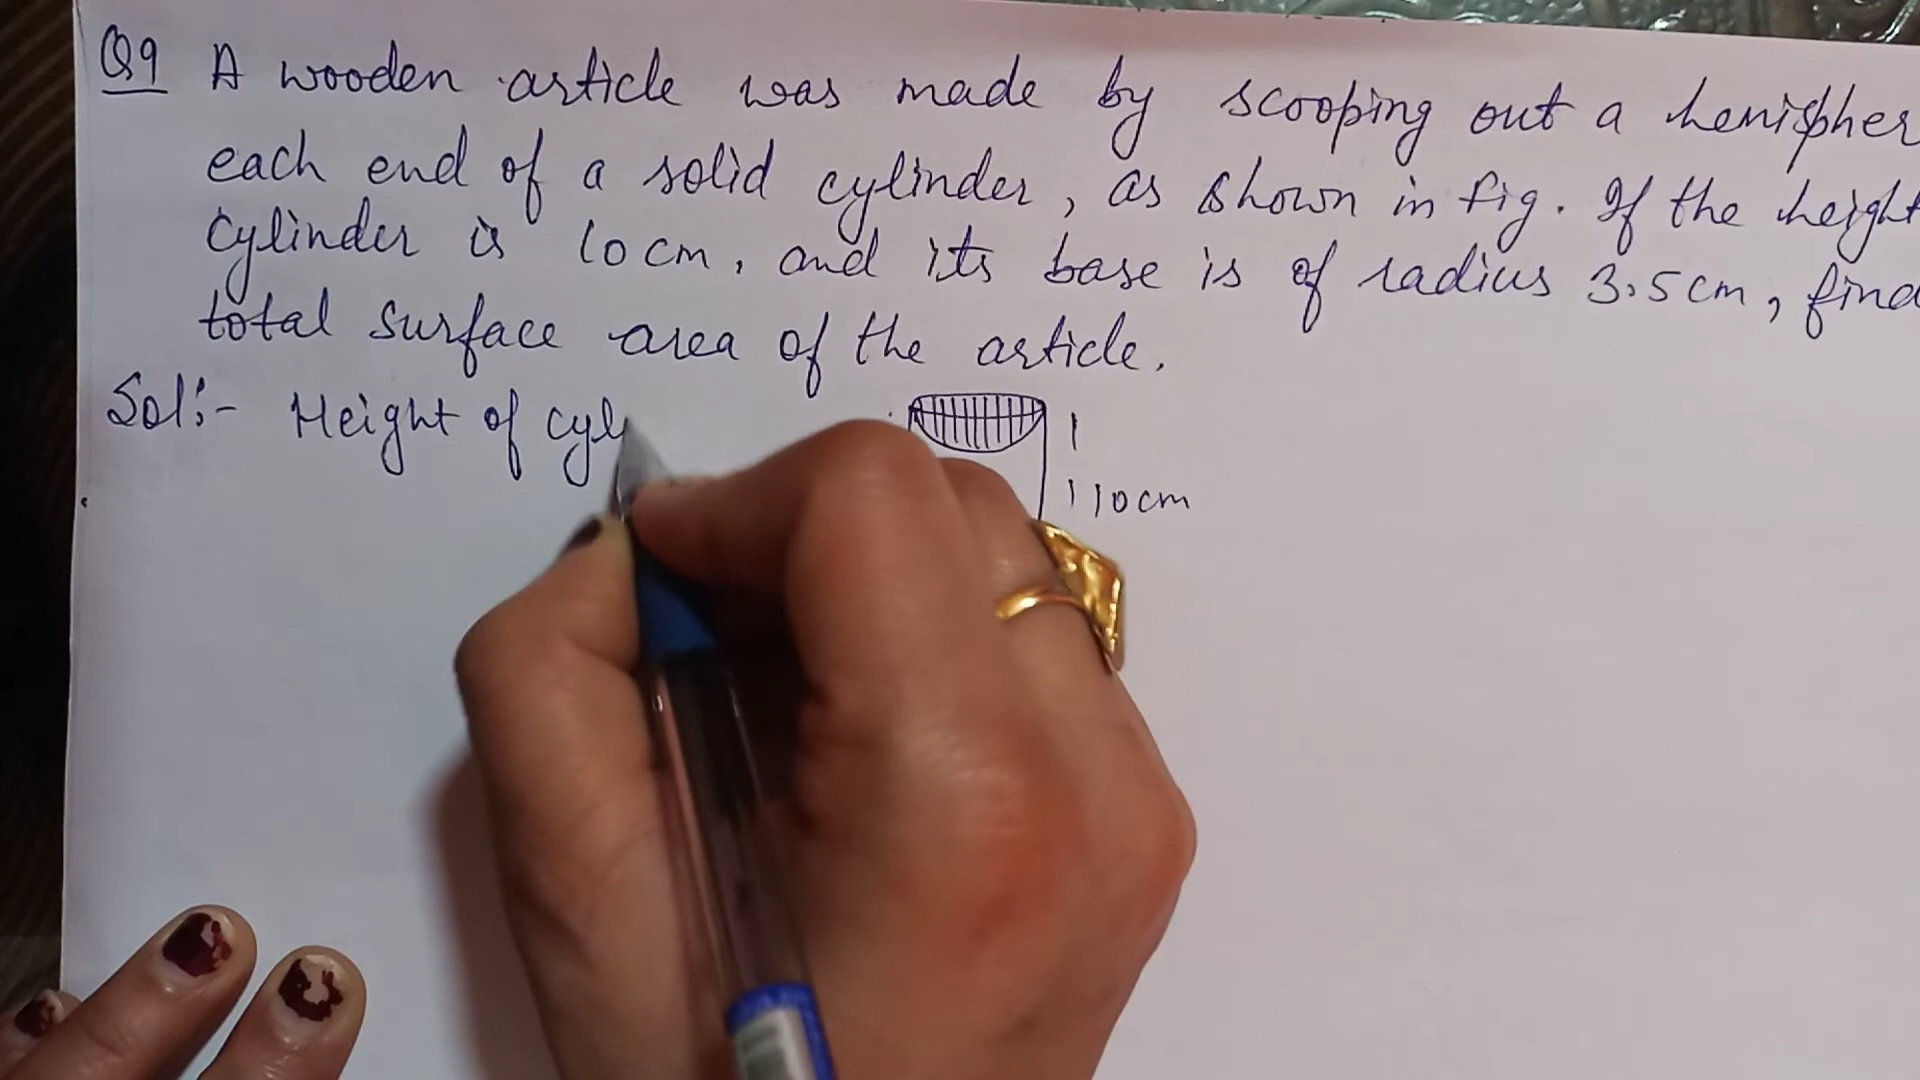 Q9 A wooden article was made by scooping out a hemispher
each end of a solid cylinder, as shown in fig. If the height
cylinder is 10 cm, and its base is of radius 3.5 cm, find
total surface area of the article.
Sol:- Height of cyl
10 cm